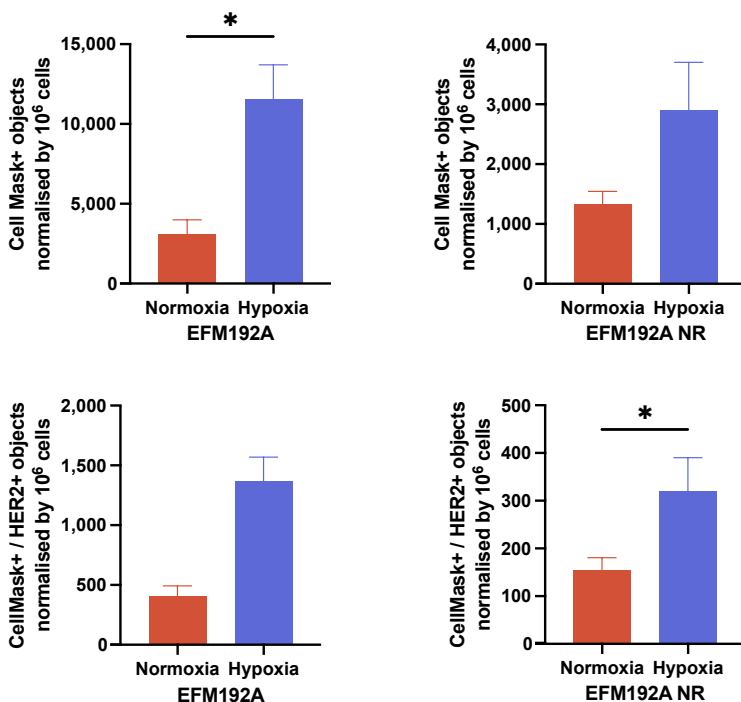 *
15,000
10,000
5,000
0
Cell Mask+ objects
normalised by 10⁶ cells
Normoxia Hypoxia
EFM192A
4,000
3,000
2,000
1,000
0
Cell Mask+ objects
normalised by 10⁶ cells
Normoxia Hypoxia
EFM192A NR
2,000
1,500
1,000
500
0
CellMask+ / HER2+ objects
normalised by 10⁶ cells
Normoxia Hypoxia
EFM192A
*
500
400
300
200
100
0
CellMask+ / HER2+ objects
normalised by 10⁶ cells
Normoxia Hypoxia
EFM192A NR